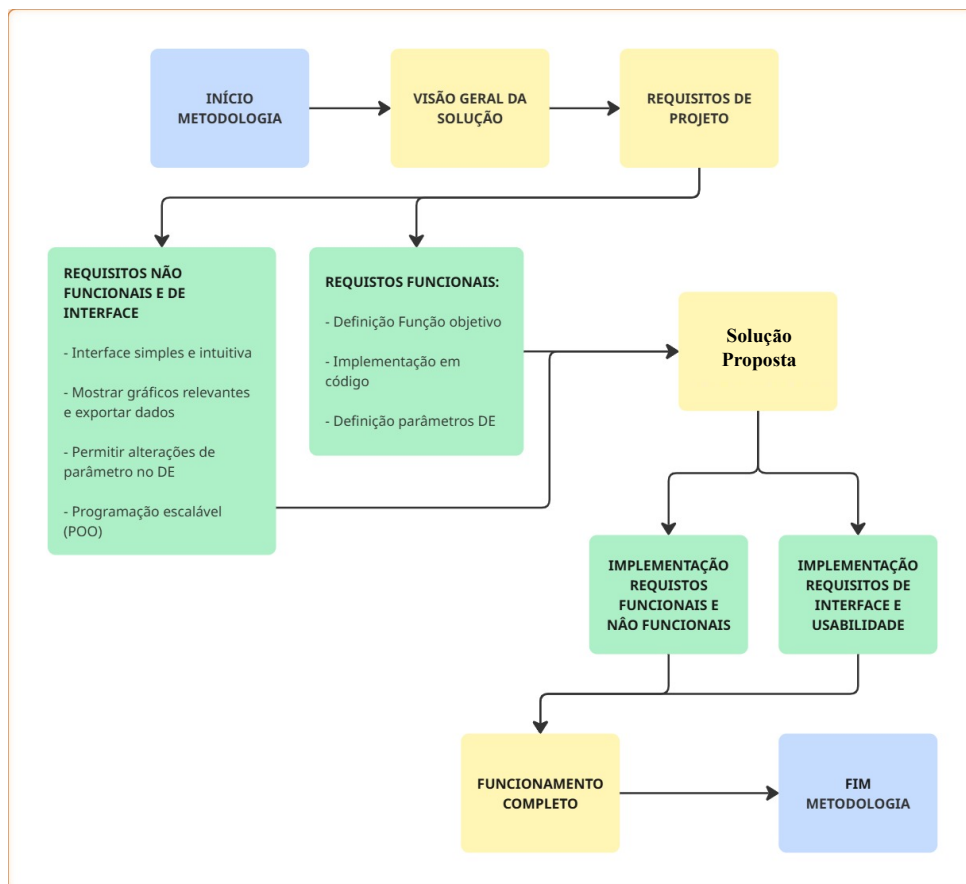 INÍCIO
METODOLOGIA
VISÃO GERAL DA
SOLUÇÃO
REQUISITOS DE
PROJETO
REQUISITOS NÃO
FUNCIONAIS E DE
INTERFACE
- Interface simples e intuitiva
- Mostrar gráficos relevantes
e exportar dados
- Permitir alterações de
parâmetro no DE
- Programação escalável
(POO)
REQUISTOS FUNCIONAIS:
- Definição Função objetivo
- Implementação em
código
- Definição parâmetros DE
Solução
Proposta
IMPLEMENTAÇÃO
REQUISTOS
FUNCIONAIS E
NÂO FUNCIONAIS
IMPLEMENTAÇÃO
REQUISITOS DE
INTERFACE E
USABILIDADE
FUNCIONAMENTO
COMPLETO
FIM
METODOLOGIA